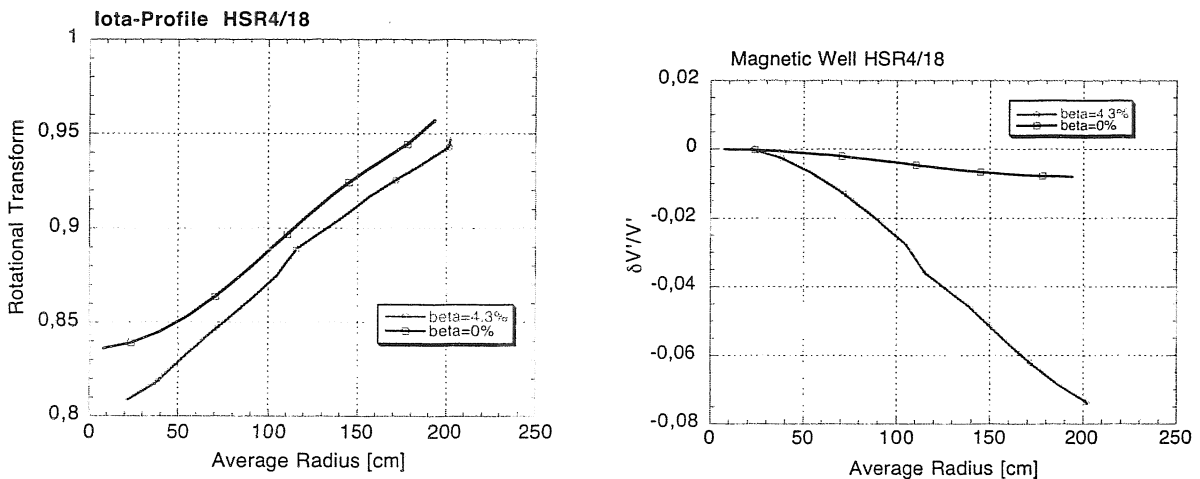 Iota-Profile HSR4/18
1
0,95
0,9
0,85
0,8
Rotational Transform
beta=4.3%
beta=0%
0
50
100
150
200
250
Average Radius [cm]
Magnetic Well HSR4/18
0,02
0
-0,02
-0,04
-0,06
-0,08
δV'/V'
beta=4.3%
beta=0%
0
50
100
150
200
250
Average Radius [cm]